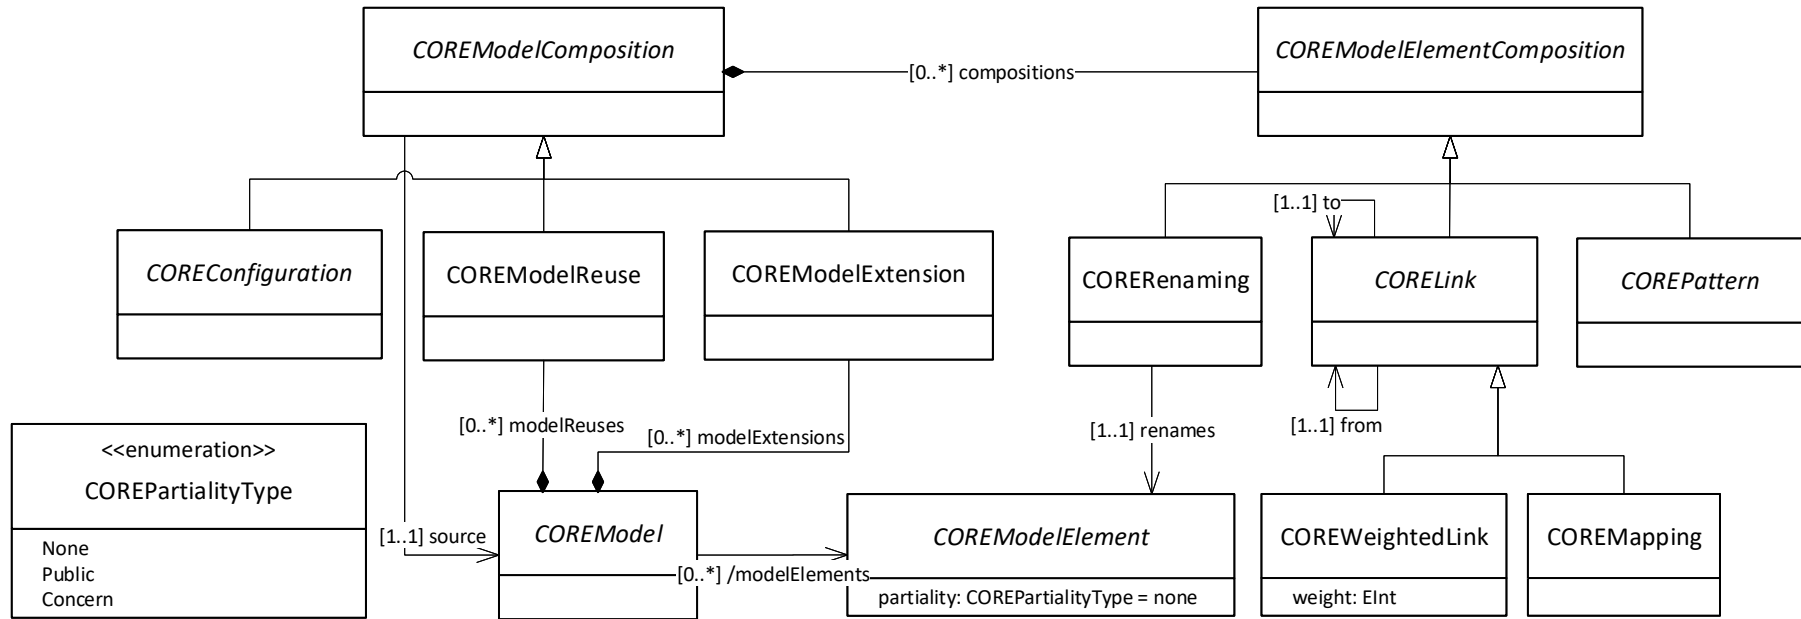 COREModelComposition
COREModelElementComposition
[0..*] compositions
[1..1] to
COREConfiguration
COREModelReuse
COREModelExtension
CORERenaming
CORELink
COREPattern
[0..*] modelReuses
[0..*] modelExtensions
[1..1] renames
[1..1] from
<<enumeration>>
COREPartialityType
None
Public
Concern
[1..1] source
COREModel
[0..*] /modelElements
COREModelElement
partiality: COREPartialityType = none
COREWeightedLink
weight: EInt
COREMapping